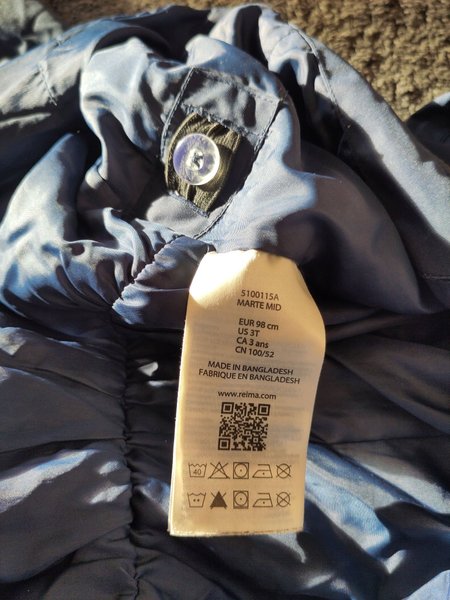 5100115A
MARTE MID
EUR 98 cm
US 3T
CA 3 ans
CN 100/52
MADE IN BANGLADESH
FABRIQUE EN BANGLADESH
www.reima.com
40